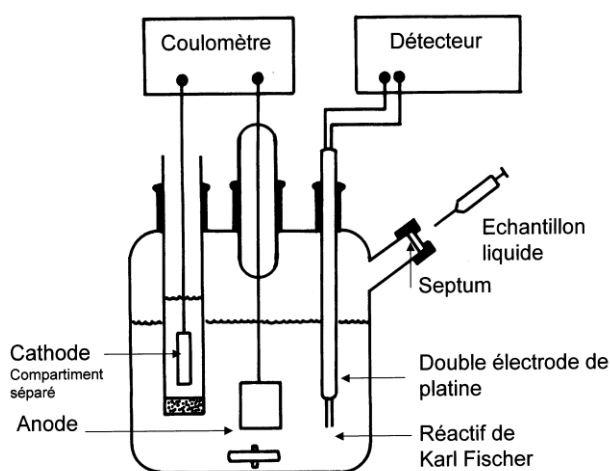 Coulomètre
Détecteur
Echantillon
liquide
Septum
Cathode
Compartiment
séparé
Double électrode de
platine
Anode
Réactif de
Karl Fischer